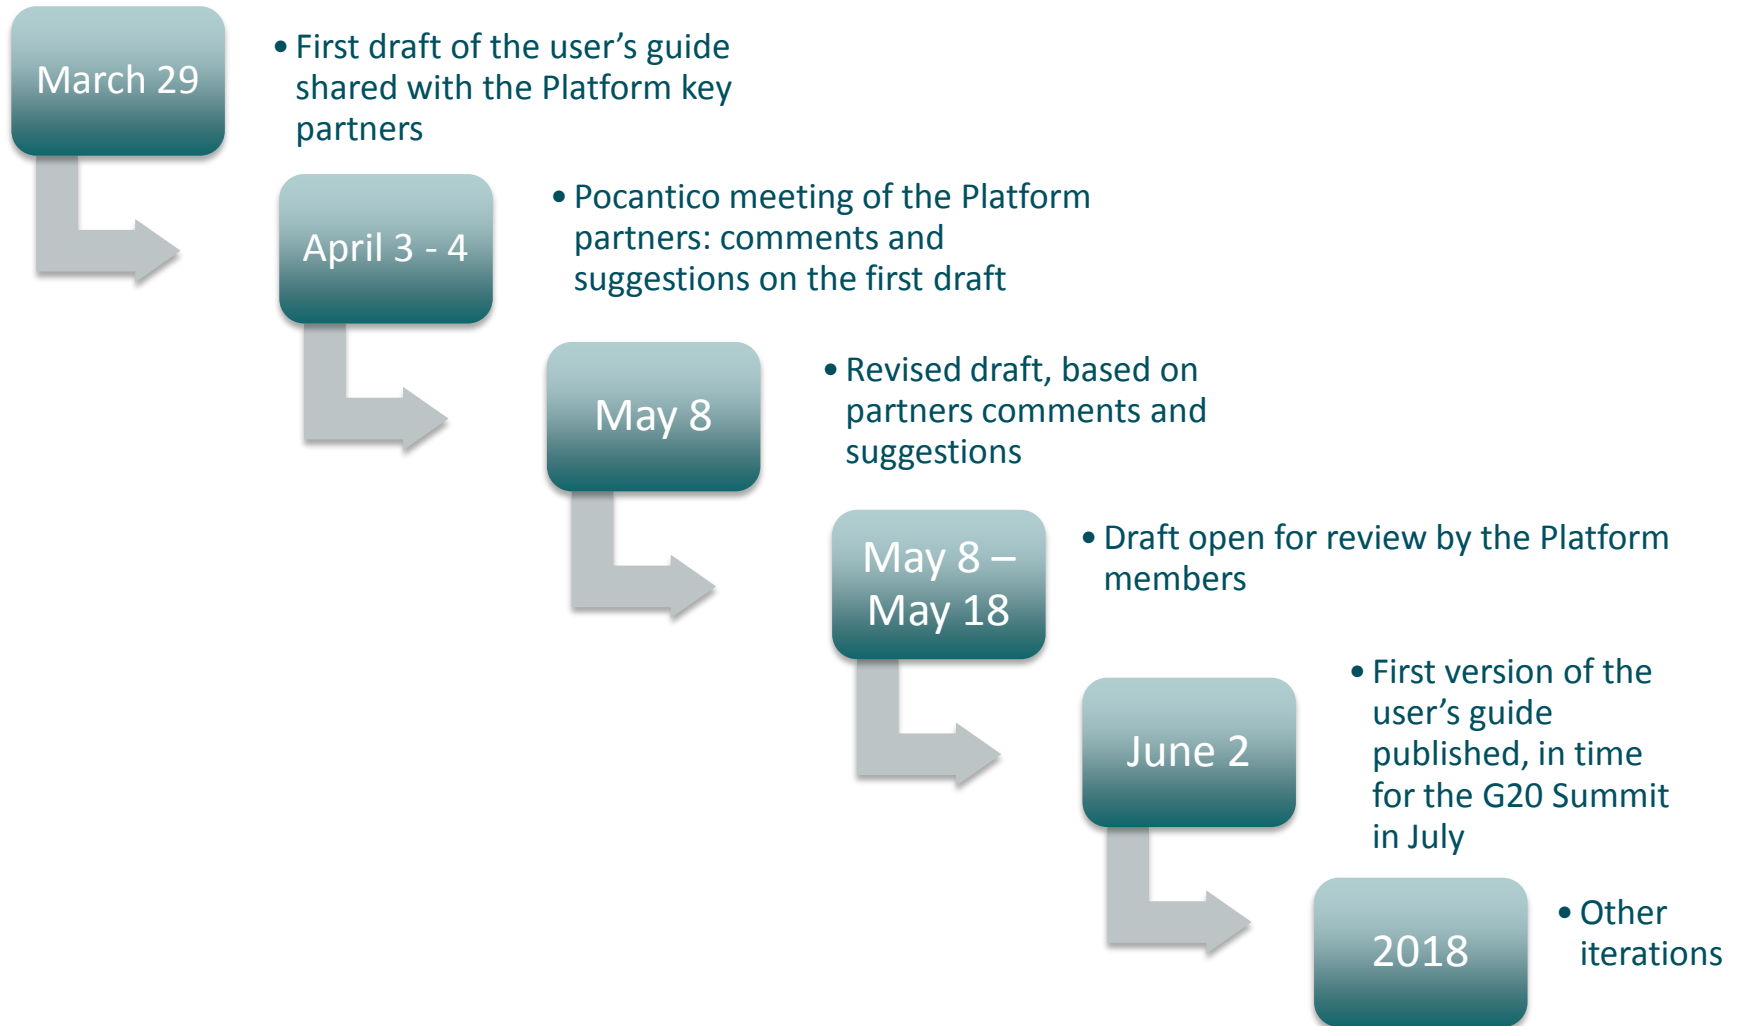 March 29
• First draft of the user’s guide
shared with the Platform key
partners
April 3 - 4
• Pocantico meeting of the Platform
partners: comments and
suggestions on the first draft
May 8
• Revised draft, based on
partners comments and
suggestions
May 8 –
May 18
• Draft open for review by the Platform
members
June 2
• First version of the
user’s guide
published, in time
for the G20 Summit
in July
2018
• Other
iterations